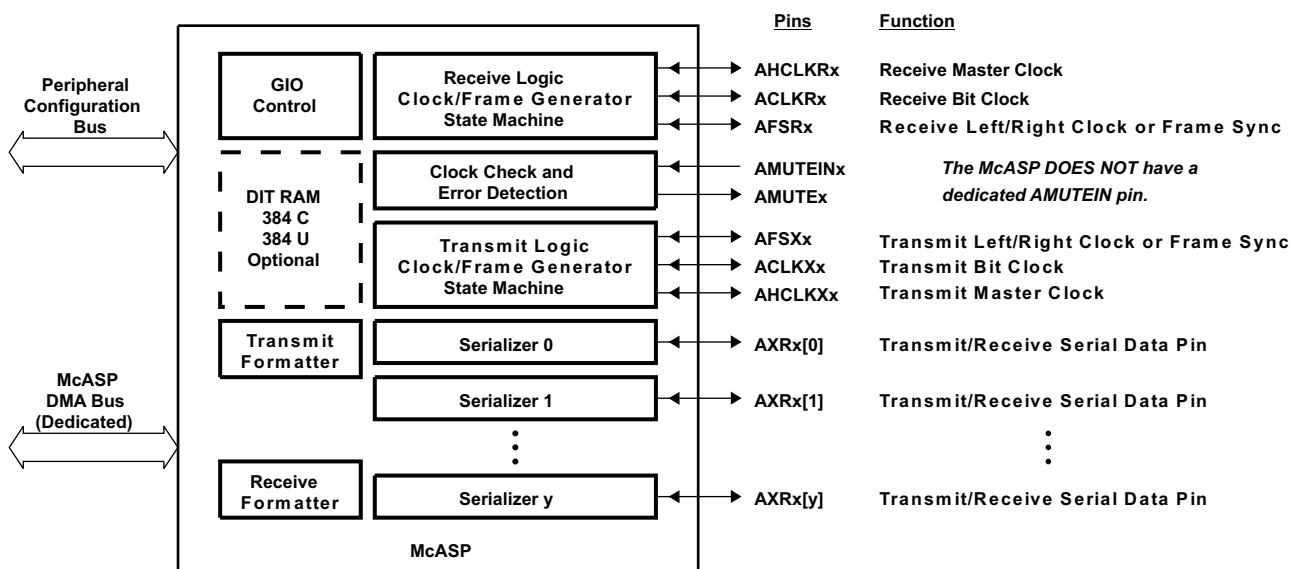 Pins Function
Peripheral
Configuration
Bus
GIO
Control
Receive Logic
Clock/Frame Generator
State Machine
AHCLKRx Receive Master Clock
ACLKRx Receive Bit Clock
AFSRx Receive Left/Right Clock or Frame Sync
DIT RAM
384 C
384 U
Optional
Clock Check and
Error Detection
AMUTEINx
AMUTEx
The McASP DOES NOT have a
dedicated AMUTEIN pin.
Transmit Logic
Clock/Frame Generator
State Machine
AFSXx Transmit Left/Right Clock or Frame Sync
ACLKXx Transmit Bit Clock
AHCLKXx Transmit Master Clock
Transmit
Formatter
Serializer 0
AXRx[0] Transmit/Receive Serial Data Pin
McASP
DMA Bus
(Dedicated)
Serializer 1
AXRx[1] Transmit/Receive Serial Data Pin
Receive
Formatter
Serializer y
AXRx[y] Transmit/Receive Serial Data Pin
McASP